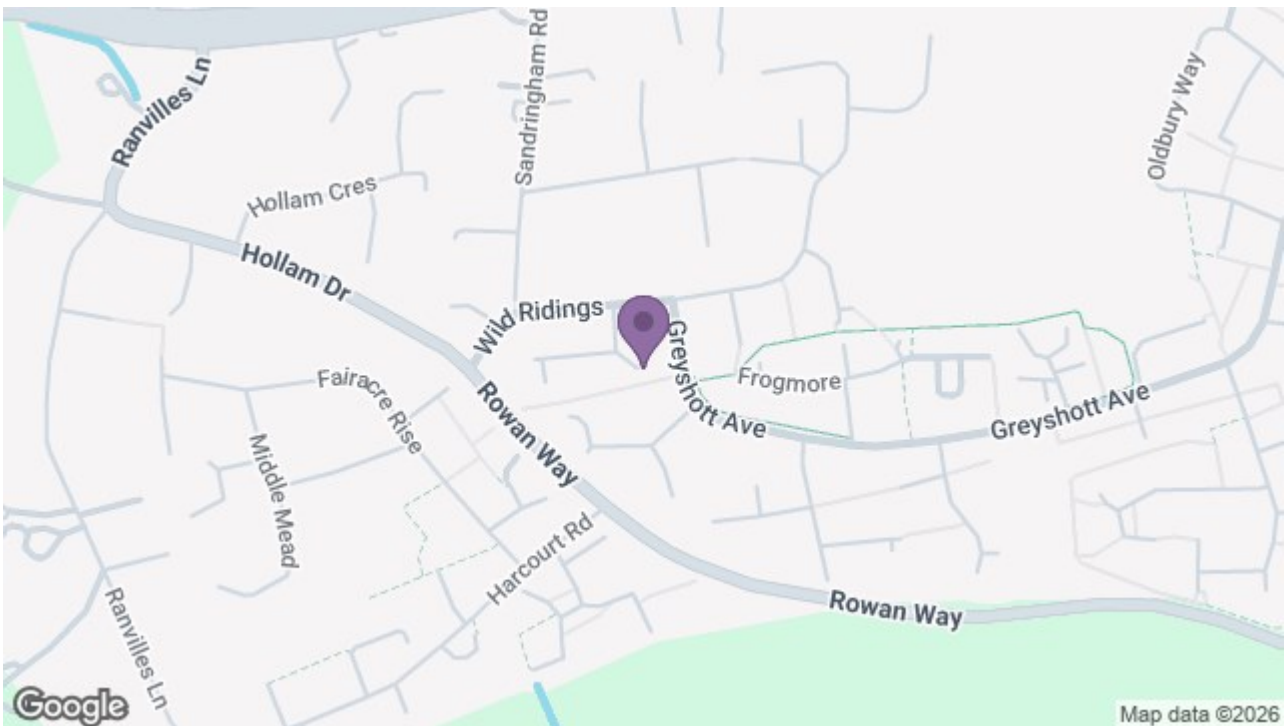 Sandringham Rd
Ranvilles Ln
Oldbury Way
Hollam Cres
Hollam Dr
Wild Ridings
Greyshott Ave
Frogmore
Fairacre Rise
Rowan Way
Greyshott Ave
Middle Mead
Harcourt Rd
Ranvilles Ln
Rowan Way
Google
Map data ©2026